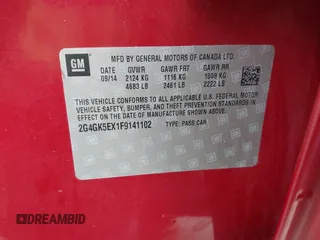 GM
MFD BY GENERAL MOTORS OF CANADA LTD.
DATE GVWR GAWR FRT GAWR RR
09/14 2124 KG 1116 KG 1008 KG
4683 LB 2461 LB 2222 LB
THIS VEHICLE CONFORMS TO ALL APPLICABLE U.S. FEDERAL MOTOR
VEHICLE SAFETY, BUMPER, AND THEFT PREVENTION STANDARDS
IN EFFECT ON THE DATE OF MANUFACTURE SHOWN ABOVE.
2G4GK5EX1F9141102 TYPE: PASS CAR
DREAMBID